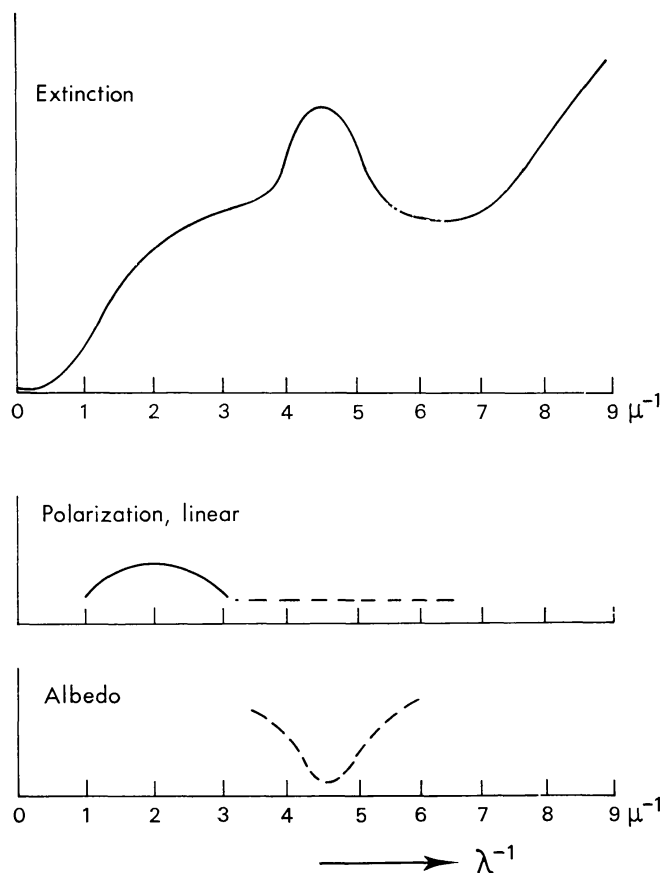 Extinction
0 1 2 3 4 5 6 7 8 9 μ⁻¹
Polarization, linear
Albedo
0 1 2 3 4 5 6 7 8 9 μ⁻¹
λ⁻¹